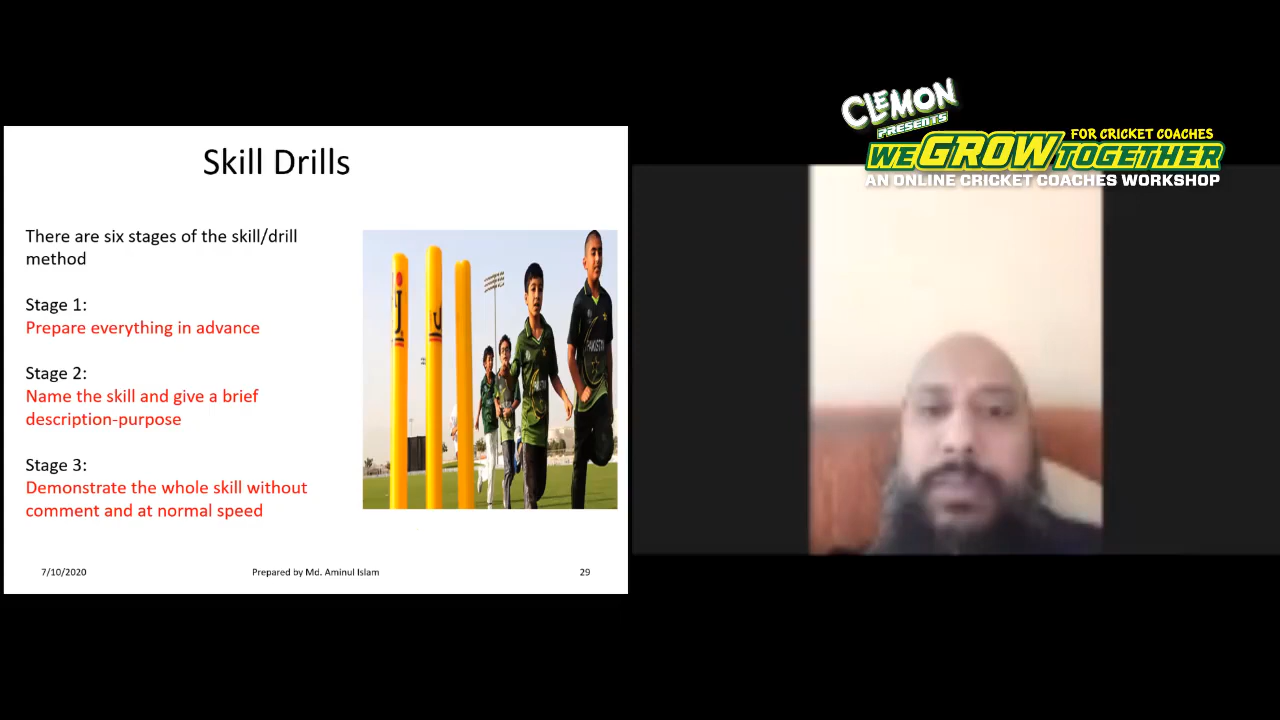 Skill Drills
There are six stages of the skill/drill
method
Stage 1:
Prepare everything in advance
Stage 2:
Name the skill and give a brief
description-purpose
Stage 3:
Demonstrate the whole skill without
comment and at normal speed
7/10/2020
Prepared by Md. Aminul Islam
29
PAKISTAN
CLEMON
PRESENTS
FOR CRICKET COACHES
WE GROW TOGETHER
AN ONLINE CRICKET COACHES WORKSHOP